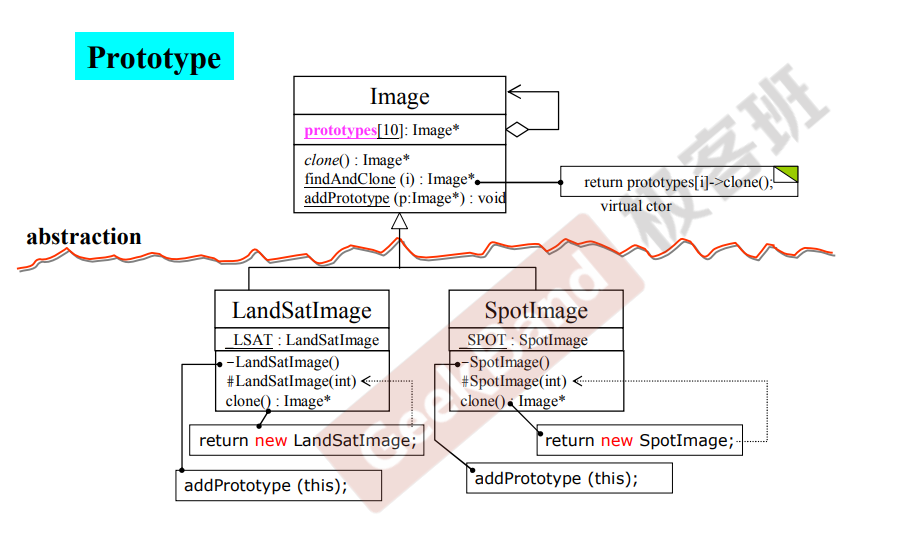 Prototype
Image
prototypes[10]: Image*
clone() : Image*
findAndClone (i) : Image*
addPrototype (p:Image*) : void
return prototypes[i]->clone();
virtual ctor
abstraction
LandSatImage
_LSAT : LandSatImage
−LandSatImage()
#LandSatImage(int)
clone() : Image*
return new LandSatImage;
addPrototype (this);
SpotImage
_SPOT : SpotImage
−SpotImage()
#SpotImage(int)
clone() : Image*
return new SpotImage;
addPrototype (this);
GeekBand 极客班